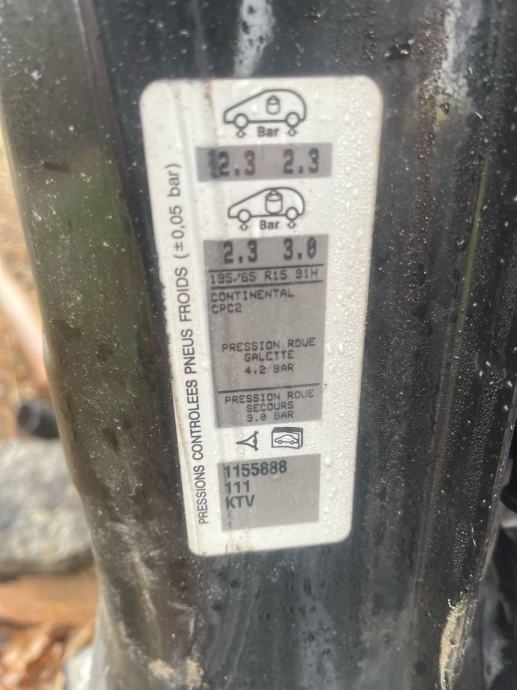 PRESSIONS CONTROLEES PNEUS FROIDS (±0,05 bar)
Bar
2.3 2.3
Bar
2.3 3.0
195/65 R15 91H
CONTINENTAL
CPC2
PRESSION ROUE
GALETTE
4.2 BAR
PRESSION ROUE
SECOURS
3.0 BAR
1155888
111
KTV